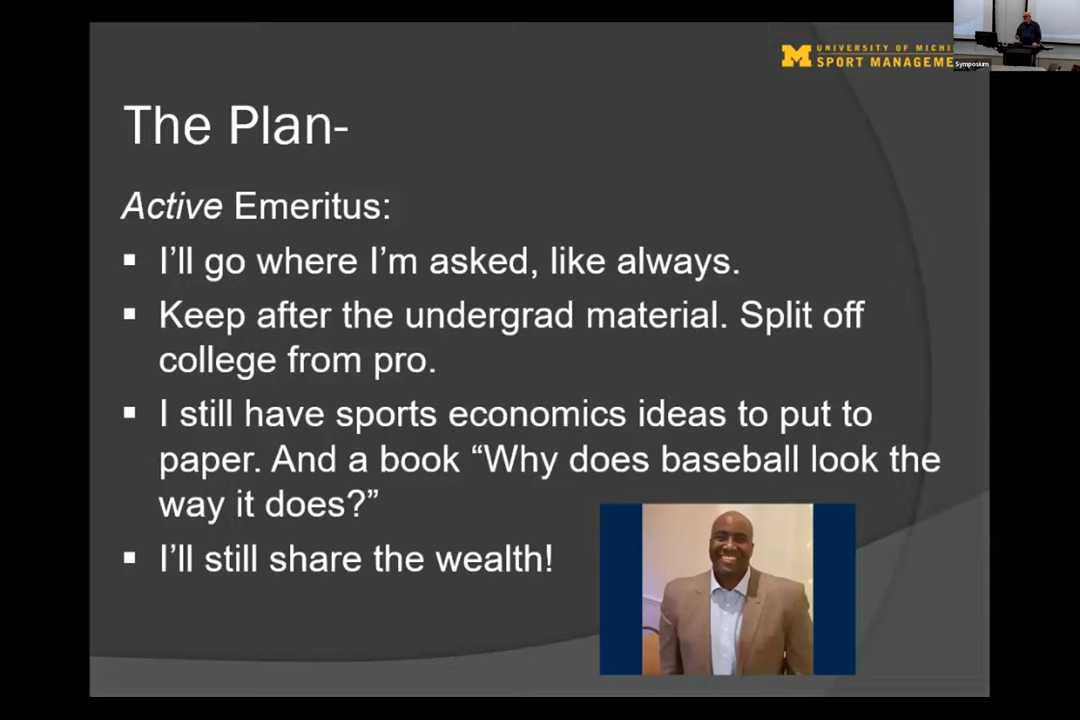 UNIVERSITY OF MICHI
SPORT MANAGEME
Symposium
The Plan-
Active Emeritus:
I'll go where I'm asked, like always.
Keep after the undergrad material. Split off
college from pro.
I still have sports economics ideas to put to
paper. And a book “Why does baseball look the
way it does?”
I'll still share the wealth!